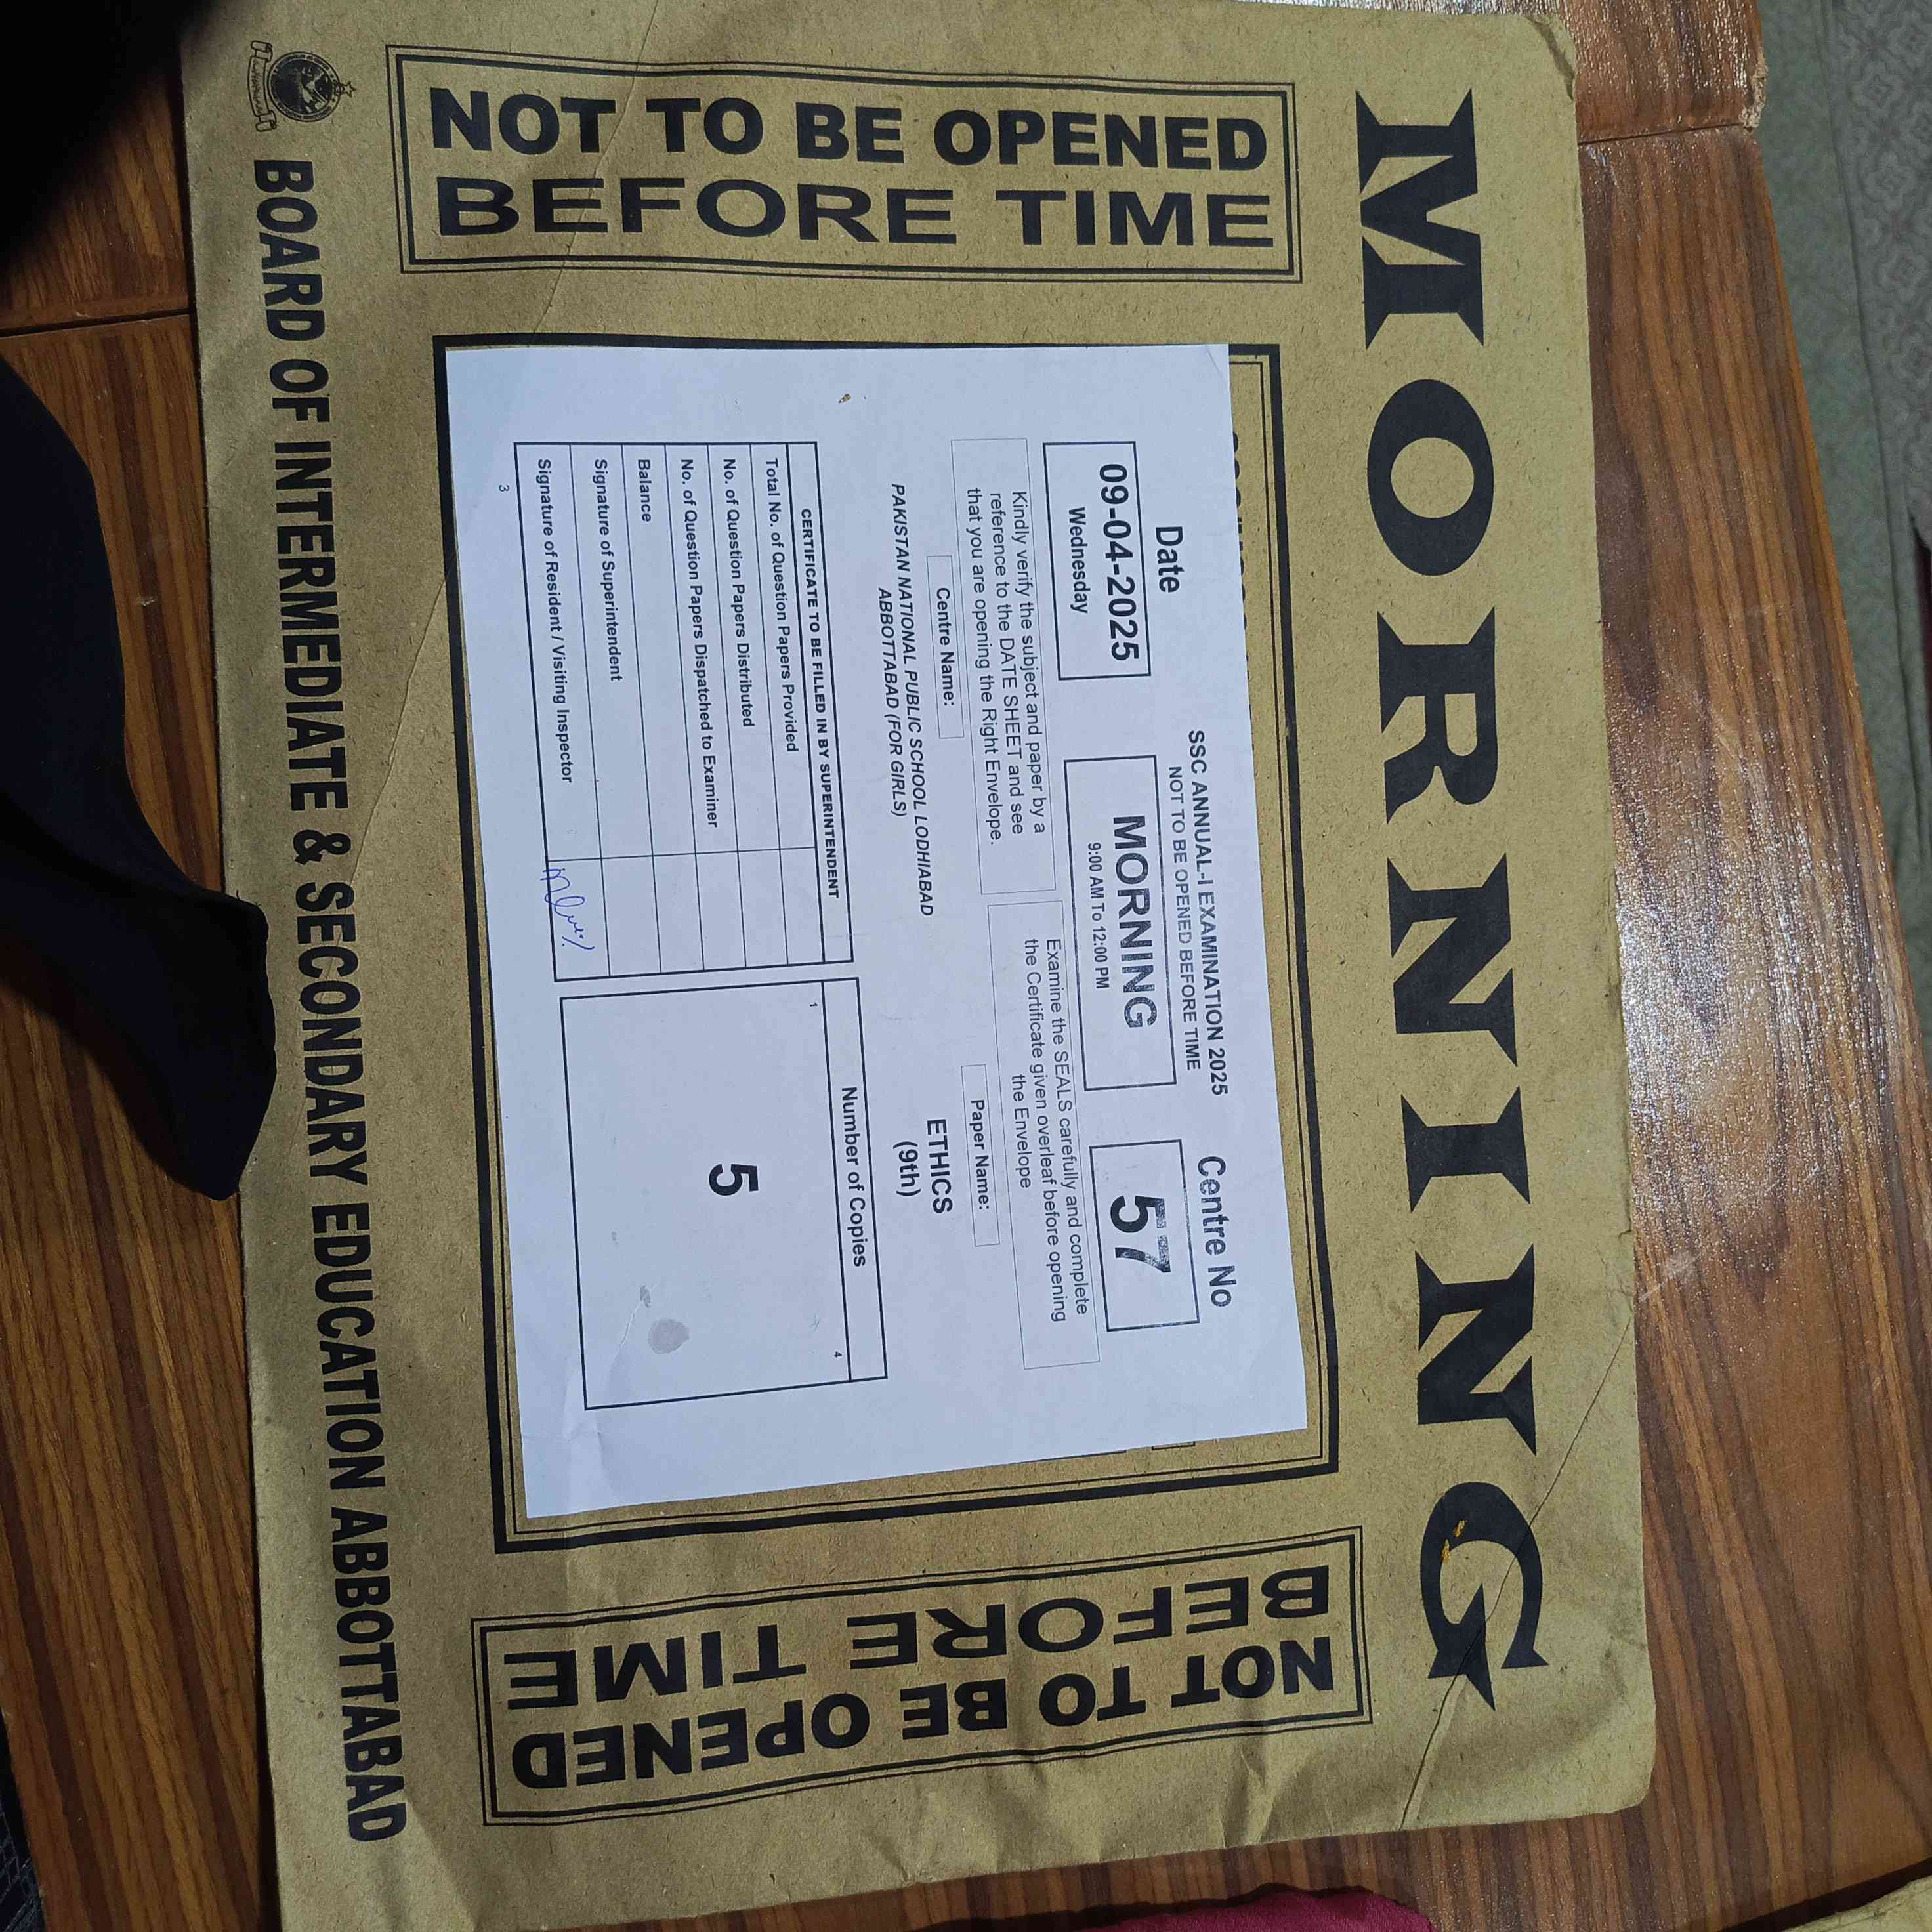 MORNING
NOT TO BE OPENED
BEFORE TIME
Date
09-04-2025
Wednesday
SSC ANNUAL-I EXAMINATION 2025
NOT TO BE OPENED BEFORE TIME
MORNING
9:00 AM To 12:00 PM
Centre No
57
Kindly verify the subject and paper by a
reference to the DATE SHEET and see
that you are opening the Right Envelope.
Examine the SEALS carefully and complete
the Certificate given overleaf before opening
the Envelope
Centre Name:
PAKISTAN NATIONAL PUBLIC SCHOOL LODHIABAD
ABBOTTABAD (FOR GIRLS)
Paper Name:
ETHICS
(9th)
CERTIFICATE TO BE FILLED IN BY SUPERINTENDENT
Total No. of Question Papers Provided
No. of Question Papers Distributed
No. of Question Papers Dispatched to Examiner
Balance
Signature of Superintendent
Signature of Resident / Visiting Inspector
3
Number of Copies
1
4
5
NOT TO BE OPENED
BEFORE TIME
BOARD OF INTERMEDIATE & SECONDARY EDUCATION ABBOTTABAD